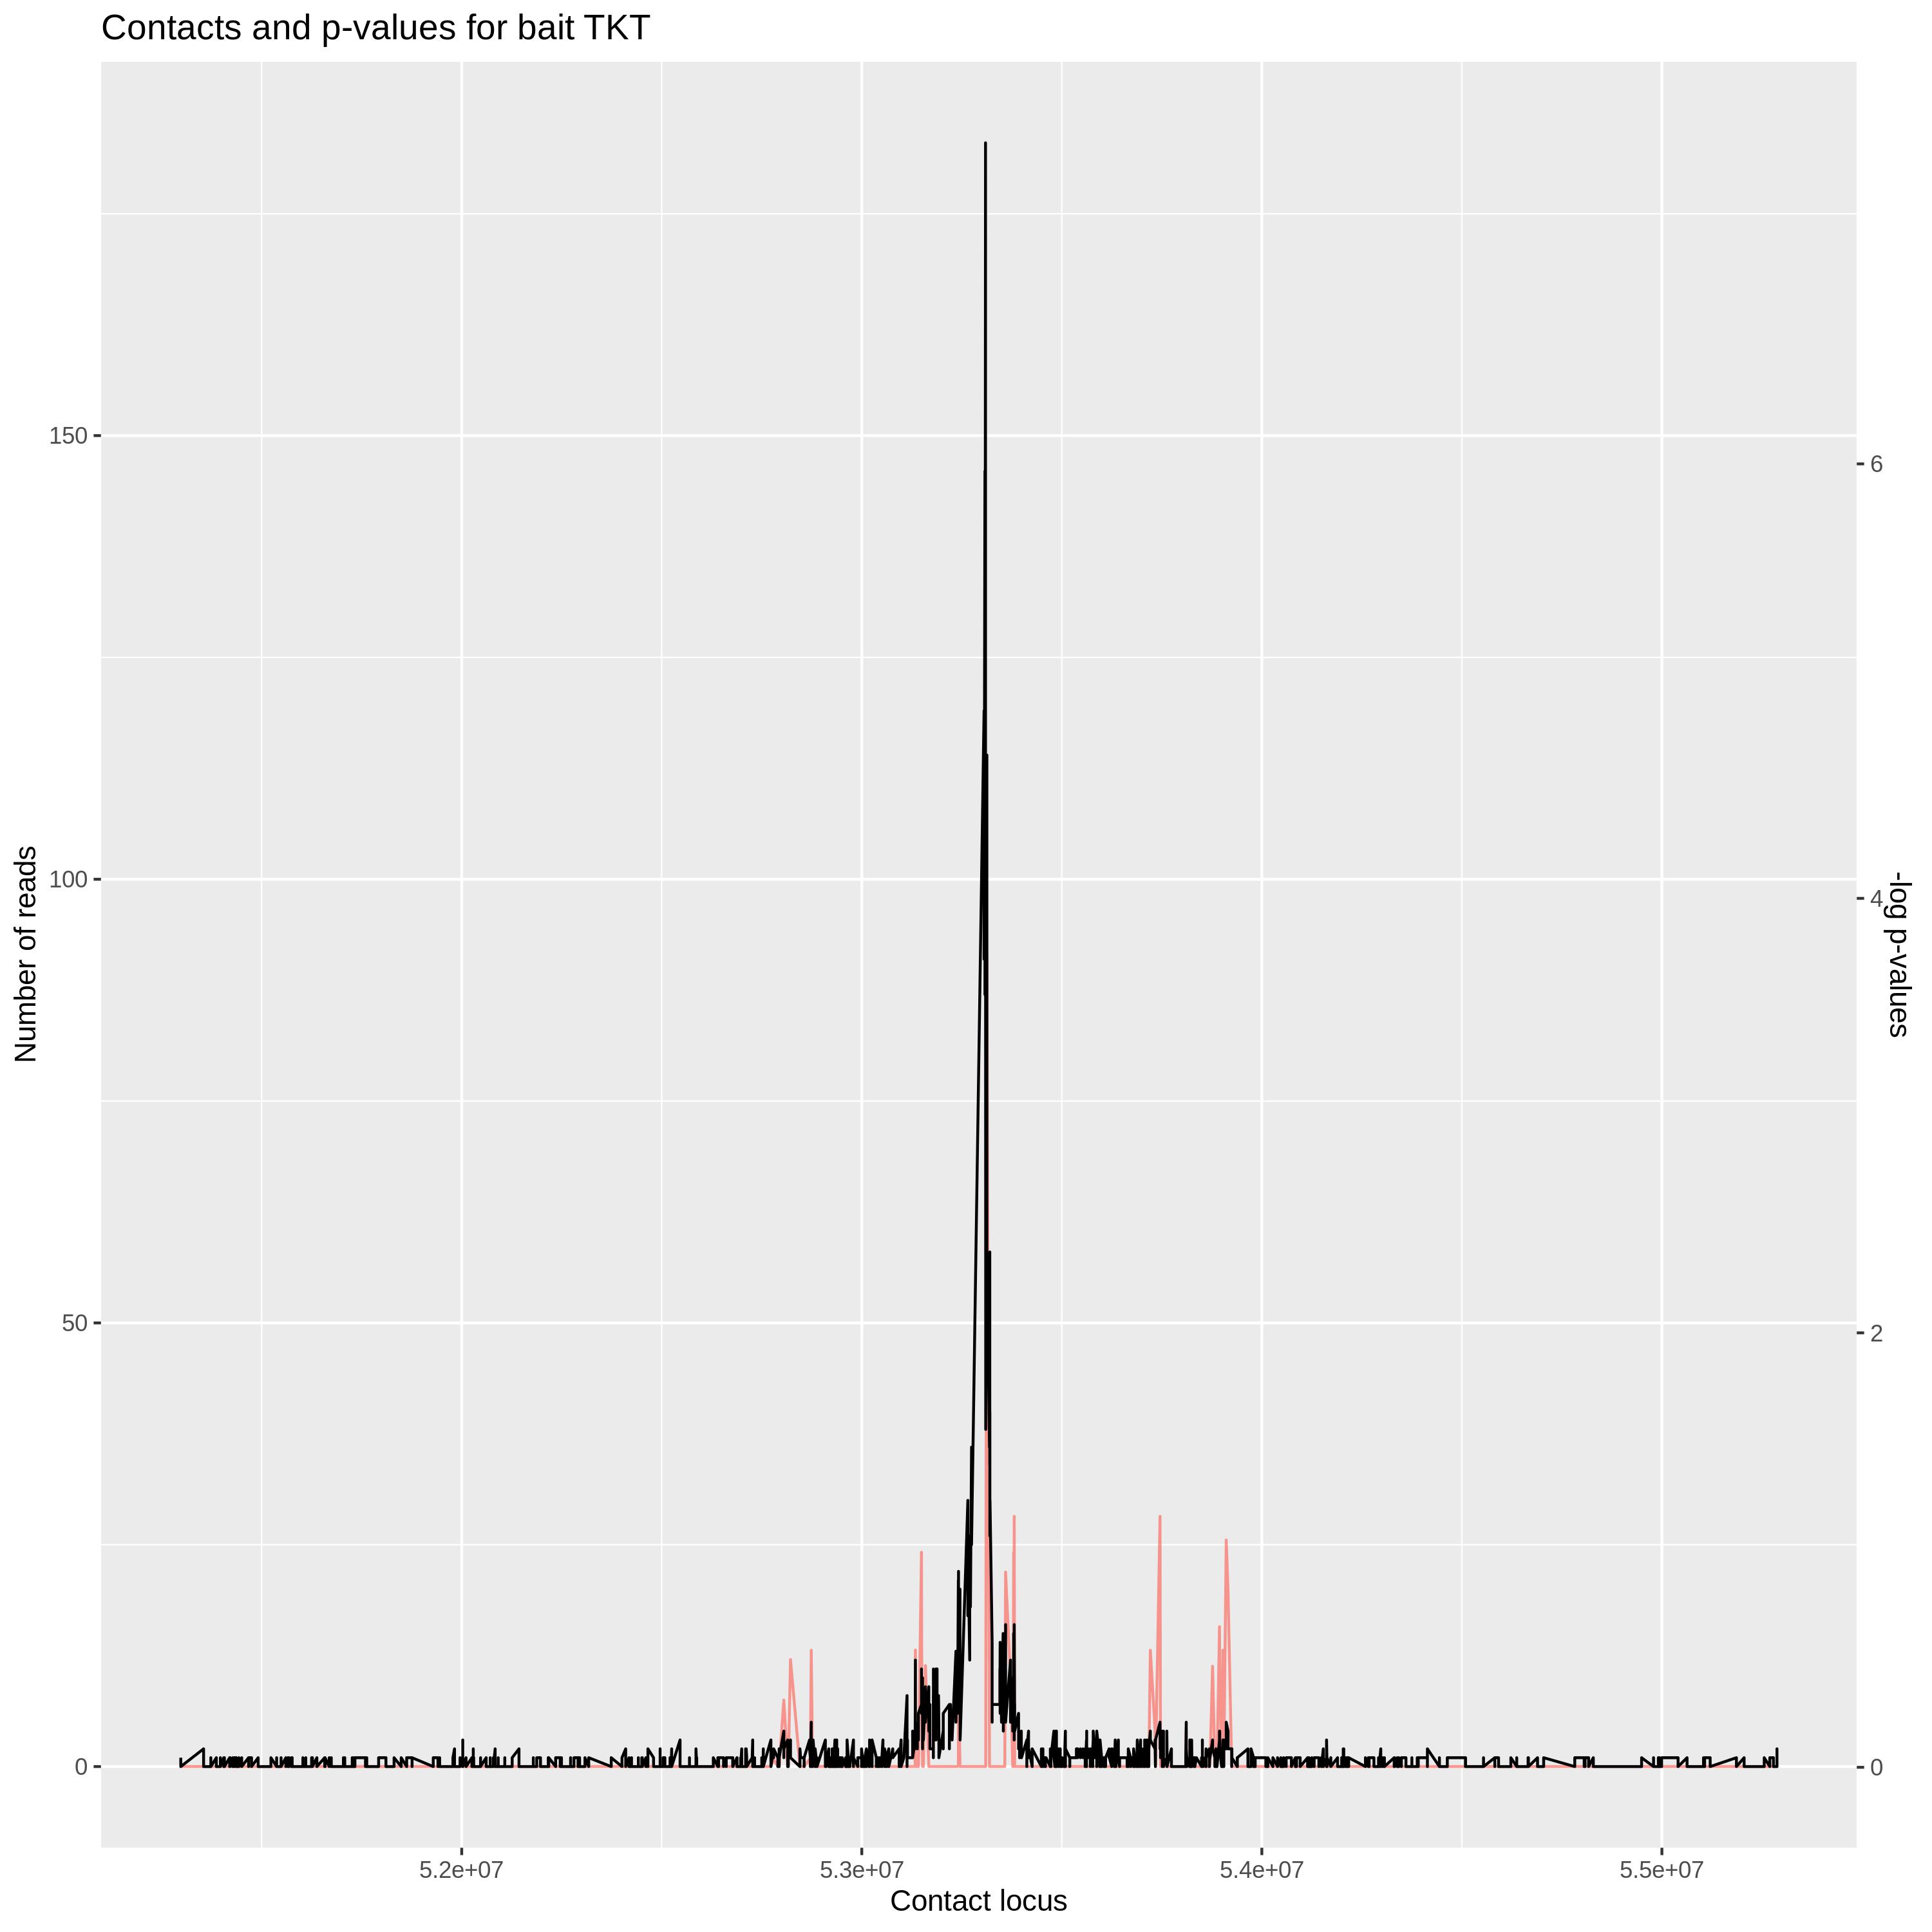 Contacts and p-values for bait TKT
Number of reads
150
100
50
0
6
4
2
0
-log p-values
5.2e+07
5.3e+07
5.4e+07
5.5e+07
Contact locus